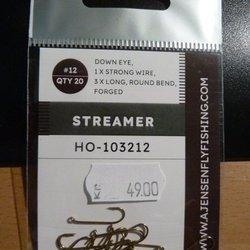 #12
QTY 20
DOWN EYE,
1 X STRONG WIRE,
3 X LONG, ROUND BEND,
FORGED
STREAMER
HO-103212
49.00
WWW.AJENSENFLYFISHING.COM